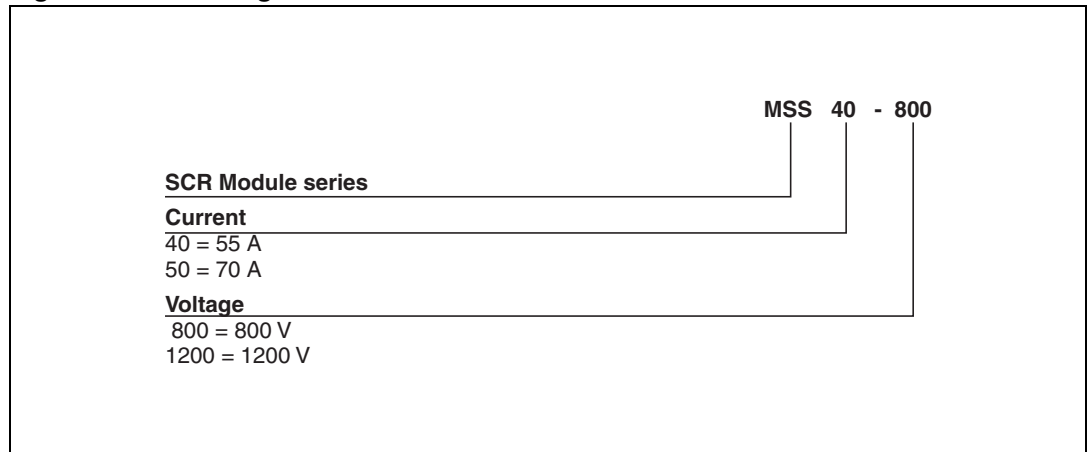 MSS 40 - 800
SCR Module series
Current
40 = 55 A
50 = 70 A
Voltage
800 = 800 V
1200 = 1200 V